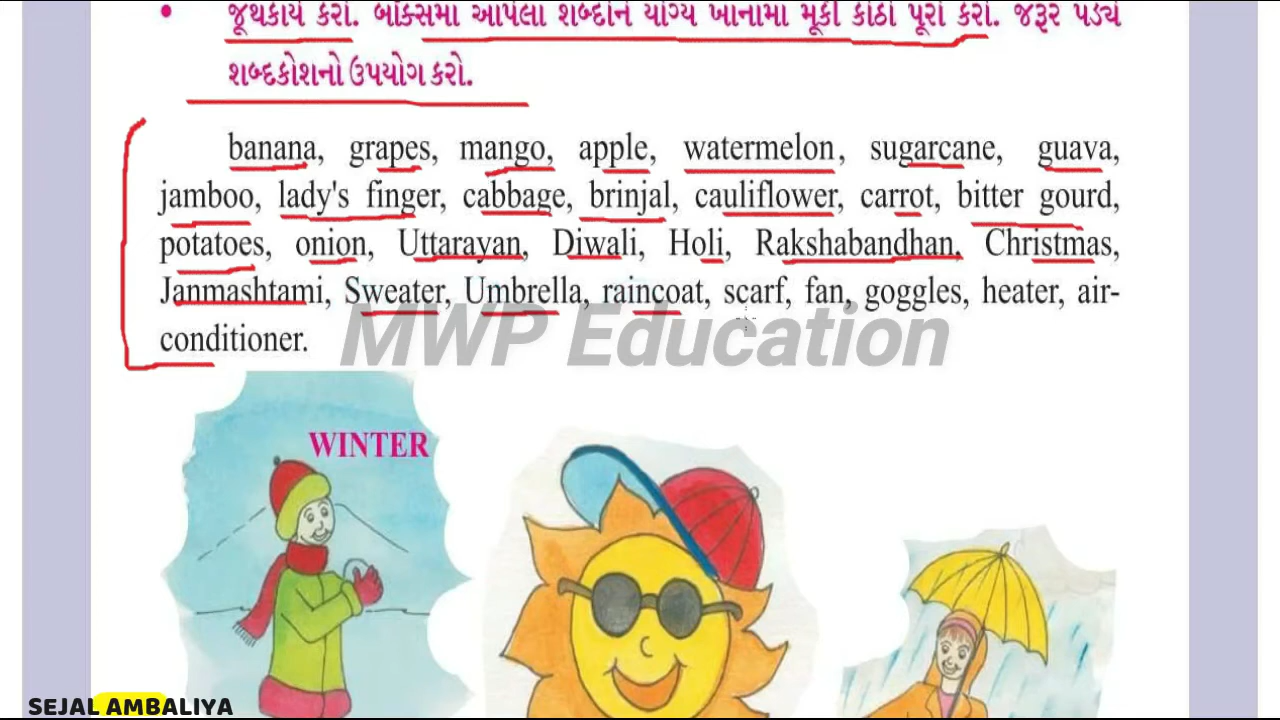 • જૂથકાર્ય કરો. બૉક્સમાં આપેલા શબ્દોને યોગ્ય ખાનામાં મૂકી કોઠો પૂરો કરો. જરૂર પડ્યે
શબ્દકોશનો ઉપયોગ કરો.
banana, grapes, mango, apple, watermelon, sugarcane, guava,
jamboo, lady's finger, cabbage, brinjal, cauliflower, carrot, bitter gourd,
potatoes, onion, Uttarayan, Diwali, Holi, Rakshabandhan, Christmas,
Janmashtami, Sweater, Umbrella, raincoat, scarf, fan, goggles, heater, air-
conditioner.
MWP Education
WINTER
SEJAL AMBALIYA